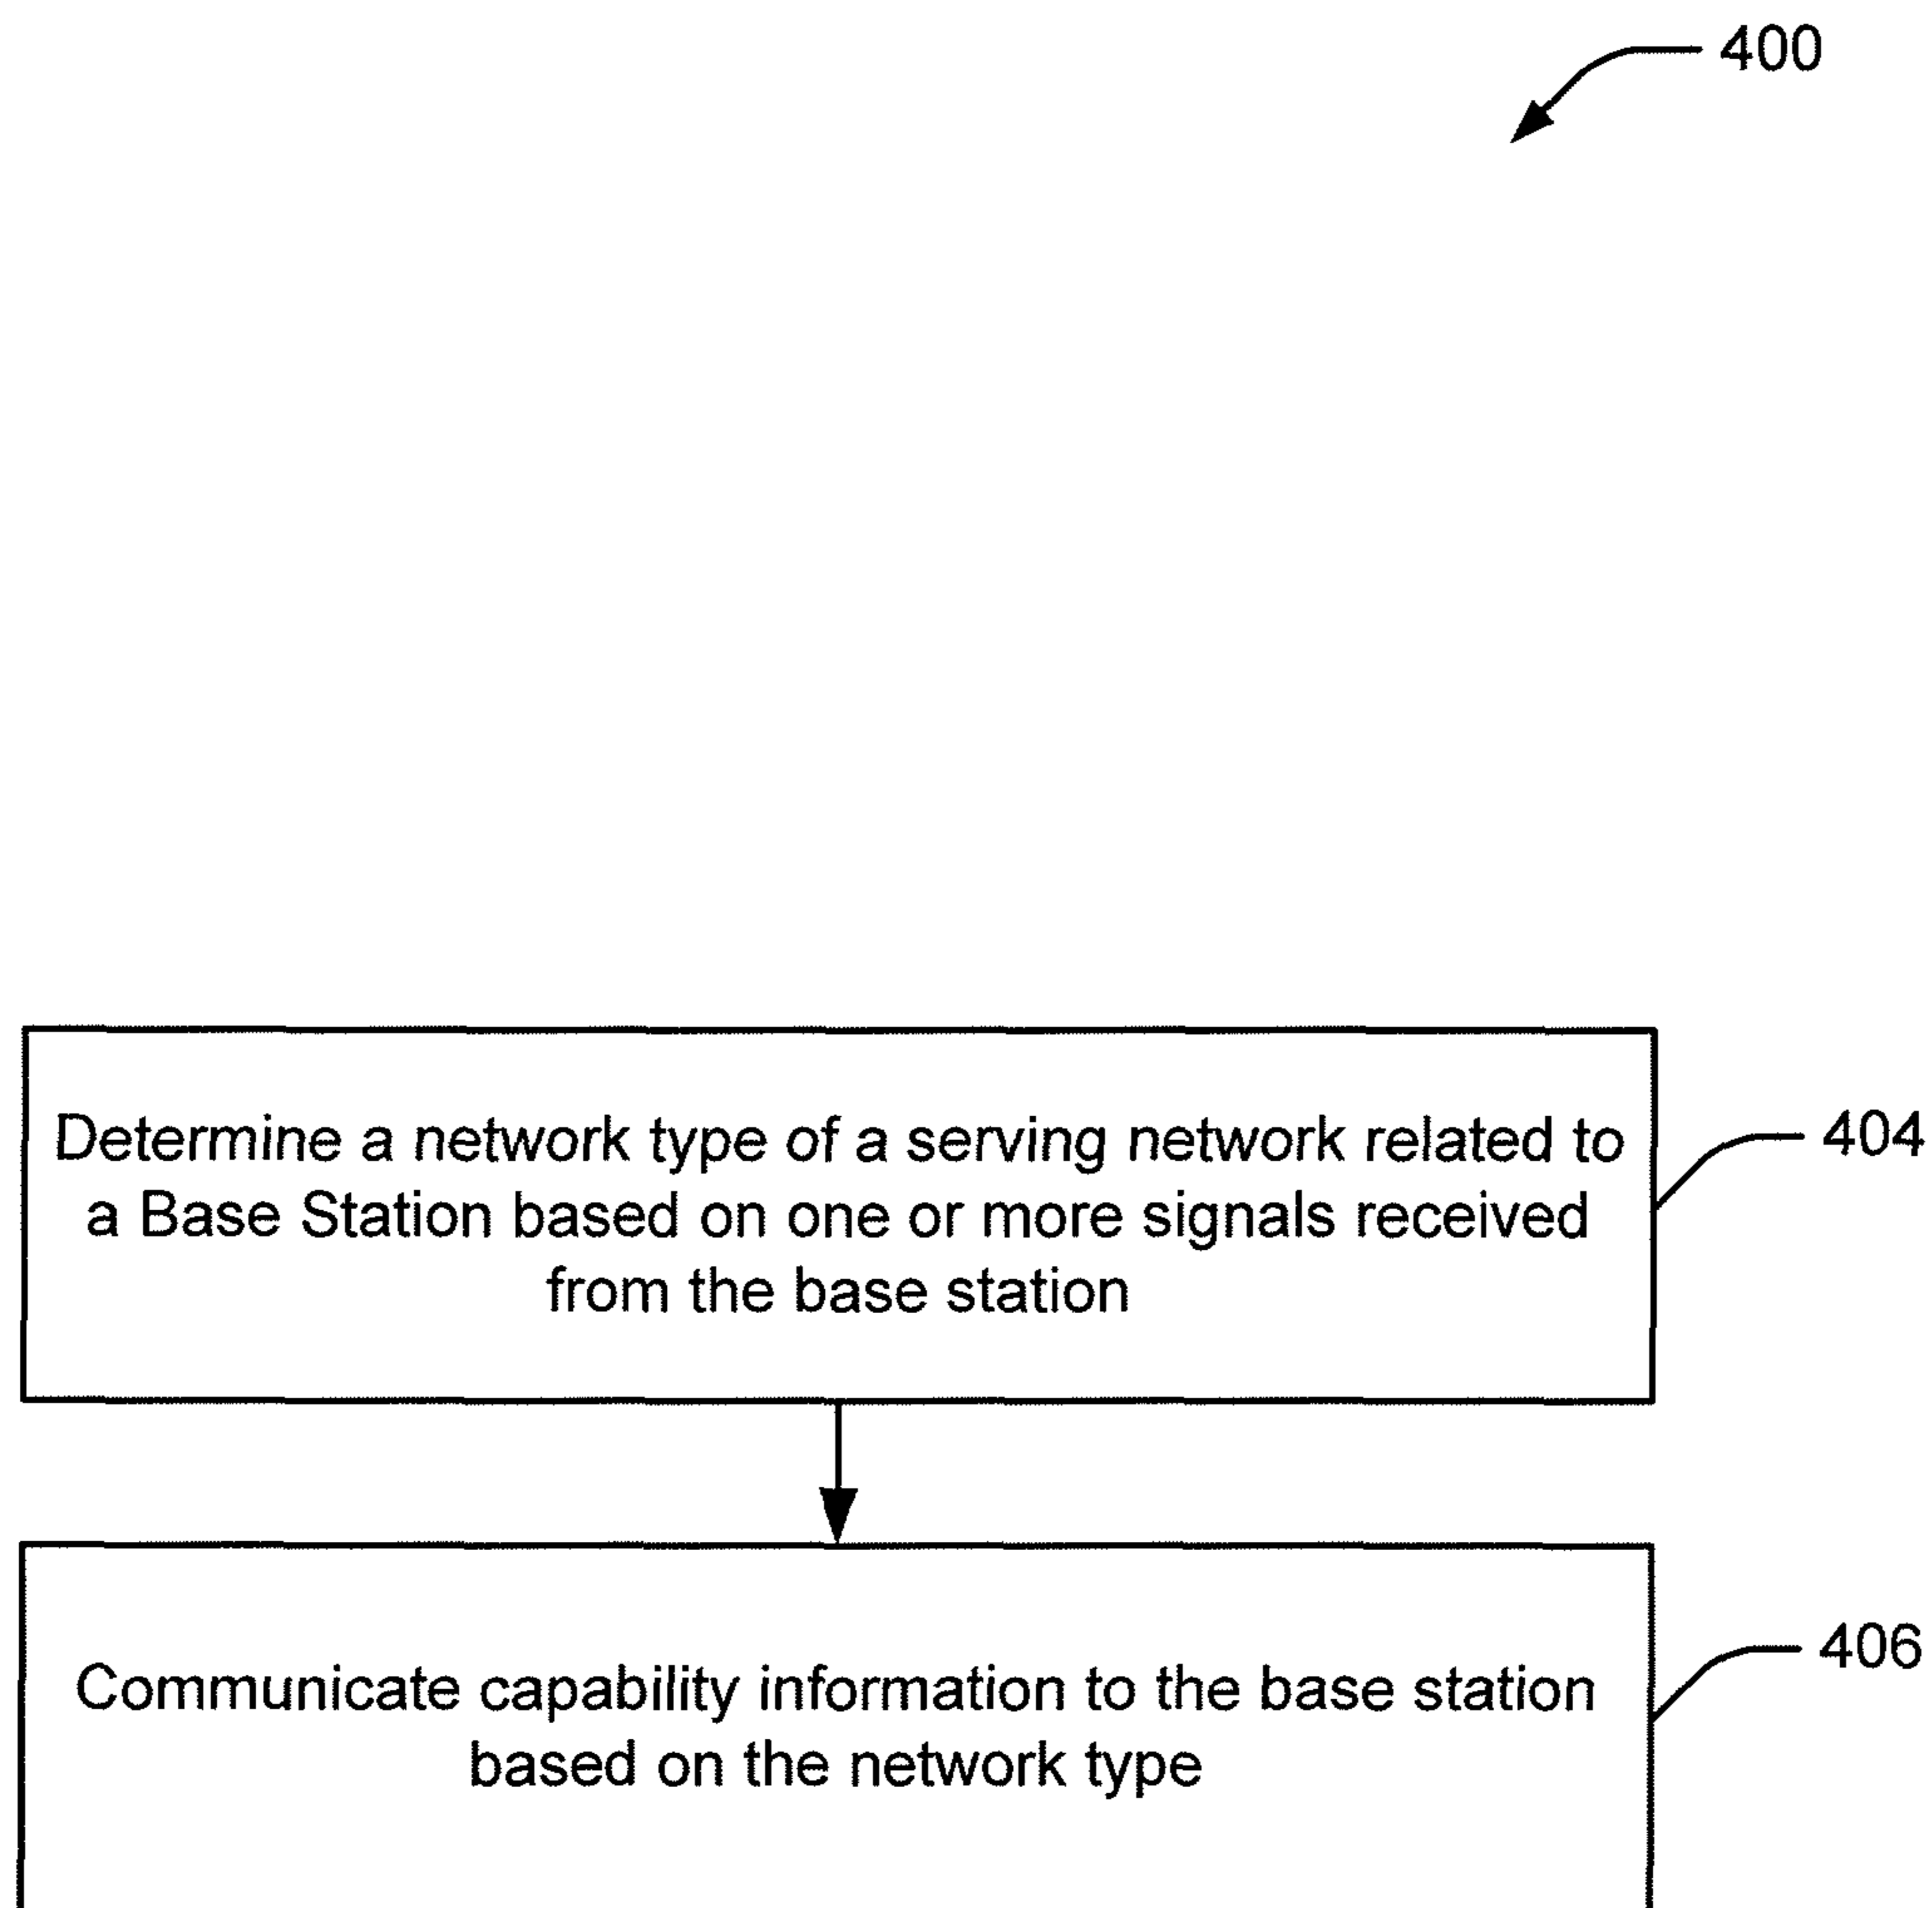 400
Determine a network type of a serving network related to
a Base Station based on one or more signals received
from the base station
404
Communicate capability information to the base station
based on the network type
406